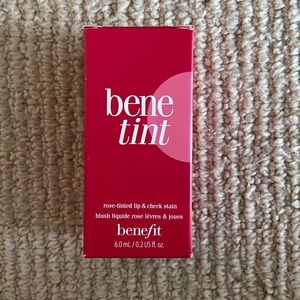 bene
tint
rose-tinted lip & cheek stain
blush liquide rose lèvres & joues
benefit
6.0 mL / 0.2 US fl. oz.